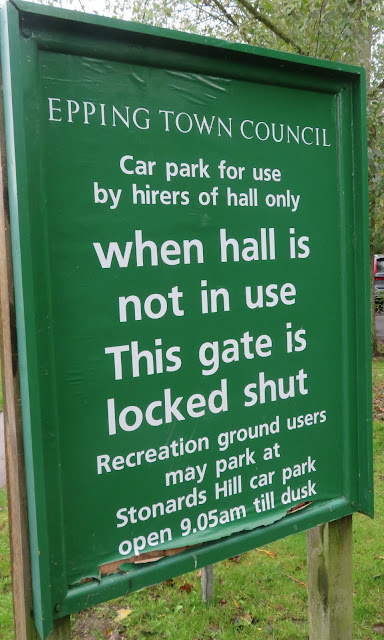 EPPING TOWN COUNCIL
Car park for use
by hirers of hall only
when hall is
not in use
This gate is
locked shut
Recreation ground users
may park at
Stonards Hill car park
open 9.05am till dusk